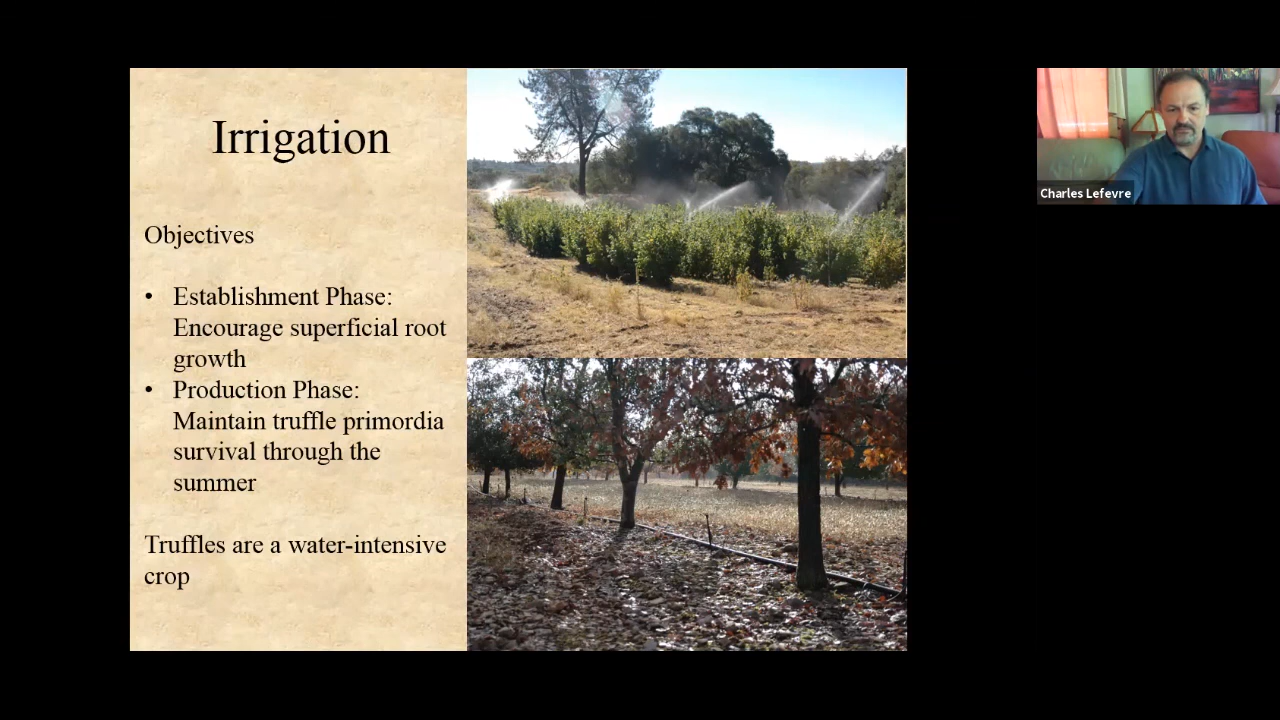 Irrigation
Objectives
• Establishment Phase:
Encourage superficial root
growth
• Production Phase:
Maintain truffle primordia
survival through the
summer
Truffles are a water-intensive
crop
Charles Lefevre